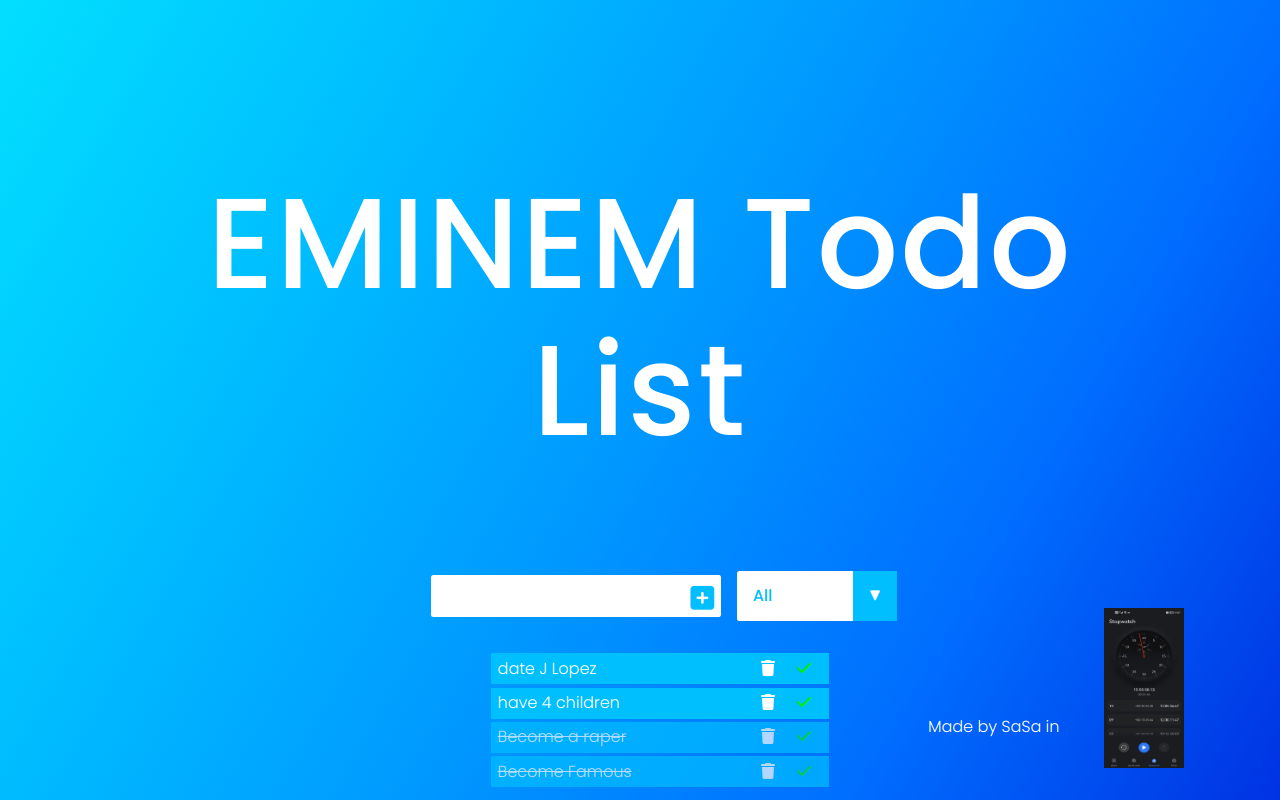 EMINEM Todo
List
All
date J Lopez
have 4 children
Become a raper
Become Famous
Made by SaSa in
Stopwatch